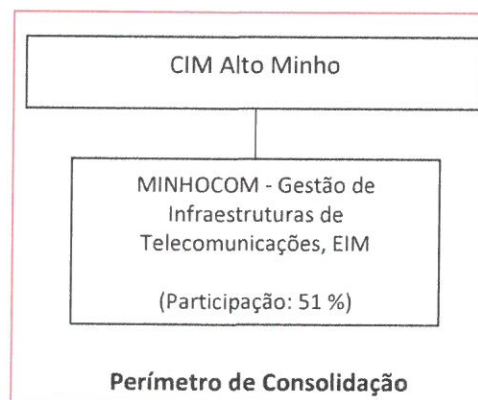 CIM Alto Minho
MINHOCOM - Gestão de
Infraestruturas de
Telecomunicações, EIM
(Participação: 51 %)
Perímetro de Consolidação